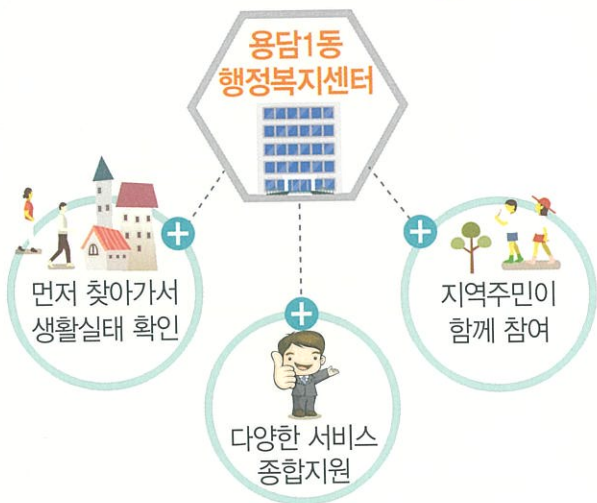 용담1동
행정복지센터
먼저 찾아가서
생활실태 확인
다양한 서비스
종합지원
지역주민이
함께 참여